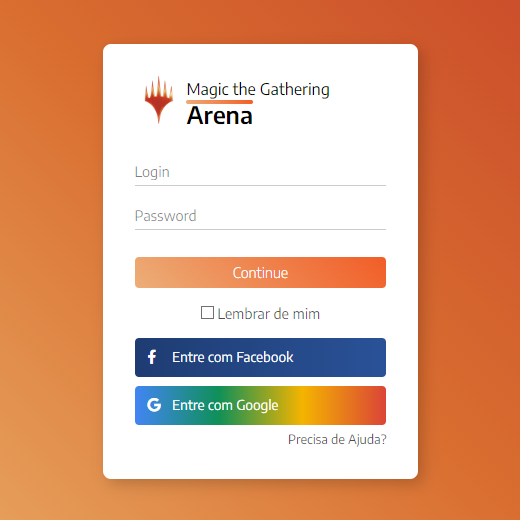 Magic the Gathering
Arena
Login
Password
Continue
Lembrar de mim
Entre com Facebook
Entre com Google
Precisa de Ajuda?